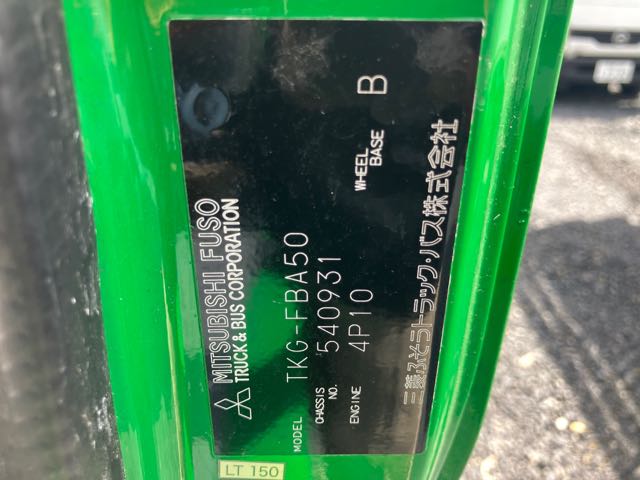 MITSUBISHI FUSO
TRUCK & BUS CORPORATION
MODEL TKG-FBA50
CHASSIS NO. 540931
ENGINE 4P10
WHEEL BASE B
三菱ふそうトラック・バス株式会社
LT 150